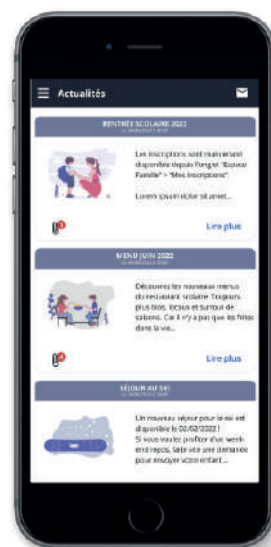 Actualités
RENTRÉE SCOLAIRE 2022
Les inscriptions sont maintenant
disponible depuis l'onglet "Espace
Famille" > "Mes inscriptions".
Lorem ipsum dolor sit amet...
Lire plus
MENU JUIN 2022
Découvrez les nouveaux menus
du restaurant scolaire Toujours
plus bios, locaux et surtout de
saisons. Car il n'y a pas que les frites
dans la vie...
Lire plus
SÉJOUR AU SKI
Un nouveau séjour pour le ski est
disponible le 02/02/2022 !
Si vous voulez profiter d'un week-
end repos, faite vite une demande
pour envoyer votre enfant ...